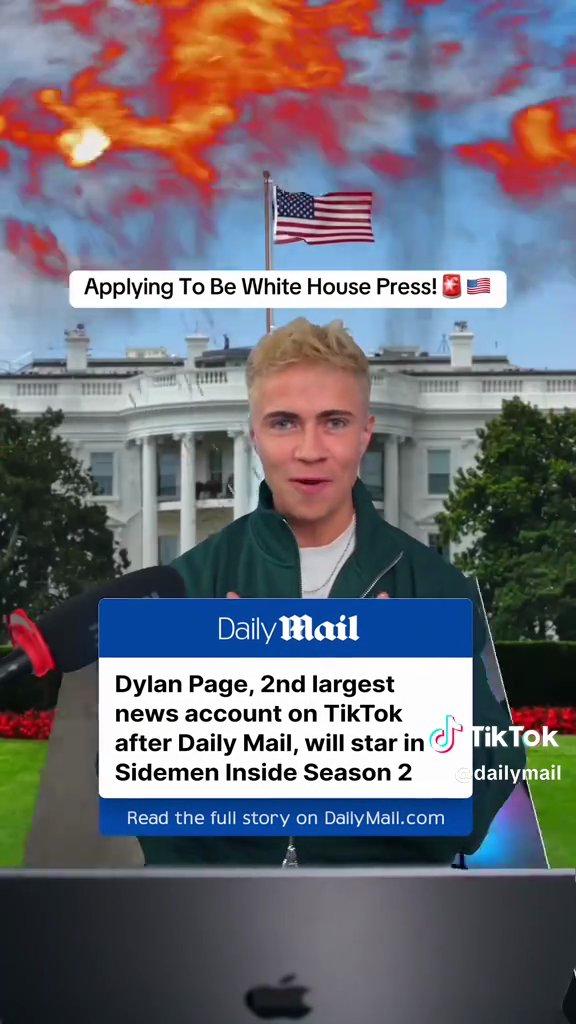 Applying To Be White House Press!🚨🇺🇸
Daily Mail
Dylan Page, 2nd largest
news account on TikTok
after Daily Mail, will star in
Sidemen Inside Season 2
TikTok
@dailymail
Read the full story on DailyMail.com